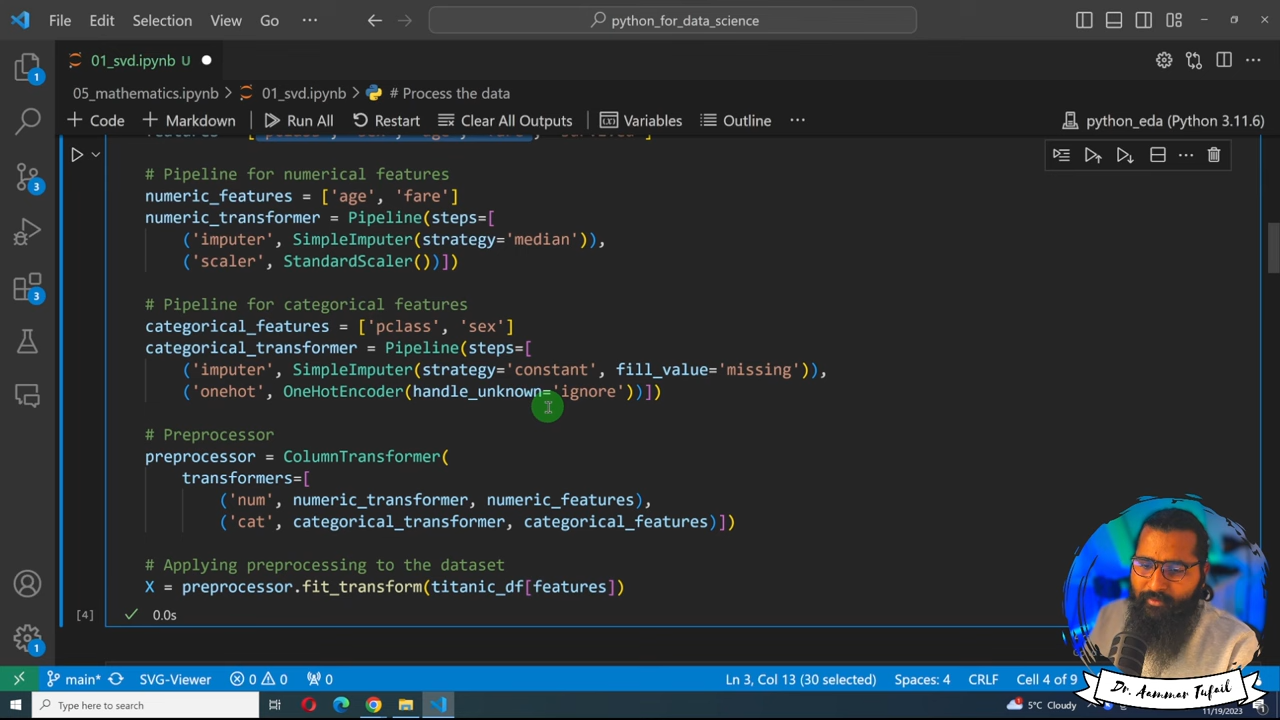 File Edit Selection View Go ··· python_for_data_science
01_svd.ipynb U
05_mathematics.ipynb > 01_svd.ipynb > # Process the data
+ Code + Markdown Run All Restart Clear All Outputs Variables Outline ··· python_eda (Python 3.11.6)
# Pipeline for numerical features
numeric_features = ['age', 'fare']
numeric_transformer = Pipeline(steps=[
('imputer', SimpleImputer(strategy='median')),
('scaler', StandardScaler())])
# Pipeline for categorical features
categorical_features = ['pclass', 'sex']
categorical_transformer = Pipeline(steps=[
('imputer', SimpleImputer(strategy='constant', fill_value='missing')),
('onehot', OneHotEncoder(handle_unknown='ignore'))])
# Preprocessor
preprocessor = ColumnTransformer(
transformers=[
('num', numeric_transformer, numeric_features),
('cat', categorical_transformer, categorical_features)])
# Applying preprocessing to the dataset
X = preprocessor.fit_transform(titanic_df[features])
[4] 0.0s
1
3
3
1
main* SVG-Viewer 0 0 0 Ln 3, Col 13 (30 selected) Spaces: 4 CRLF Cell 4 of 9
Dr. Aammar Tufail
Type here to search 5°C Cloudy 11/19/2023